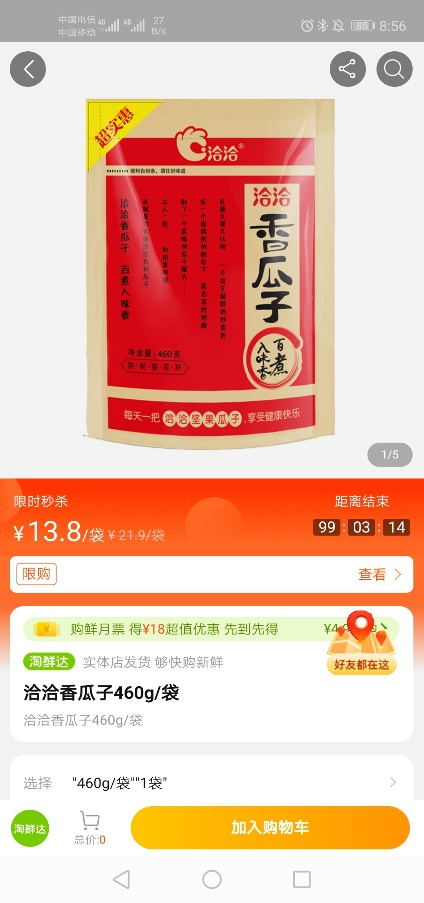 中国电信 4G 4G 27
中国移动 B/s
85 8:56
超实惠
洽洽®
洽洽
香瓜子
百煮
入味香
洽洽香瓜子 百煮入味香
净含量: 460克
熟·制·葵·花·籽
每天一把 洽洽坚果瓜子,享受健康快乐
1/5
限时秒杀
距离结束
¥13.8/袋 ¥21.9/袋
99:03:14
限购
查看
购鲜月票 得¥18超值优惠 先到先得
好友都在这
淘鲜达 实体店发货 够快购新鲜
洽洽香瓜子460g/袋
洽洽香瓜子460g/袋
选择 "460g/袋""1袋"
淘鲜达
总价:0
加入购物车